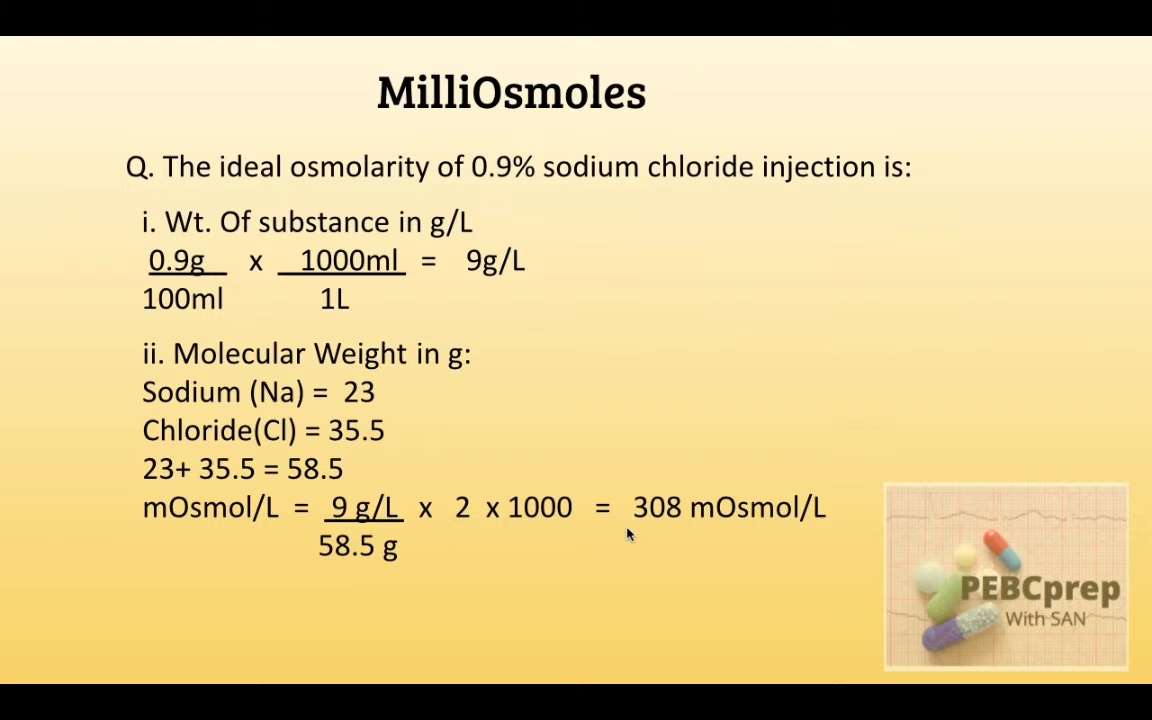 MilliOsmoles
Q. The ideal osmolarity of 0.9% sodium chloride injection is:
i. Wt. Of substance in g/L
0.9g x 1000ml = 9g/L
100ml 1L
ii. Molecular Weight in g:
Sodium (Na) = 23
Chloride(Cl) = 35.5
23+ 35.5 = 58.5
mOsmol/L = 9 g/L x 2 x 1000 = 308 mOsmol/L
58.5 g
PEBCprep
With SAN